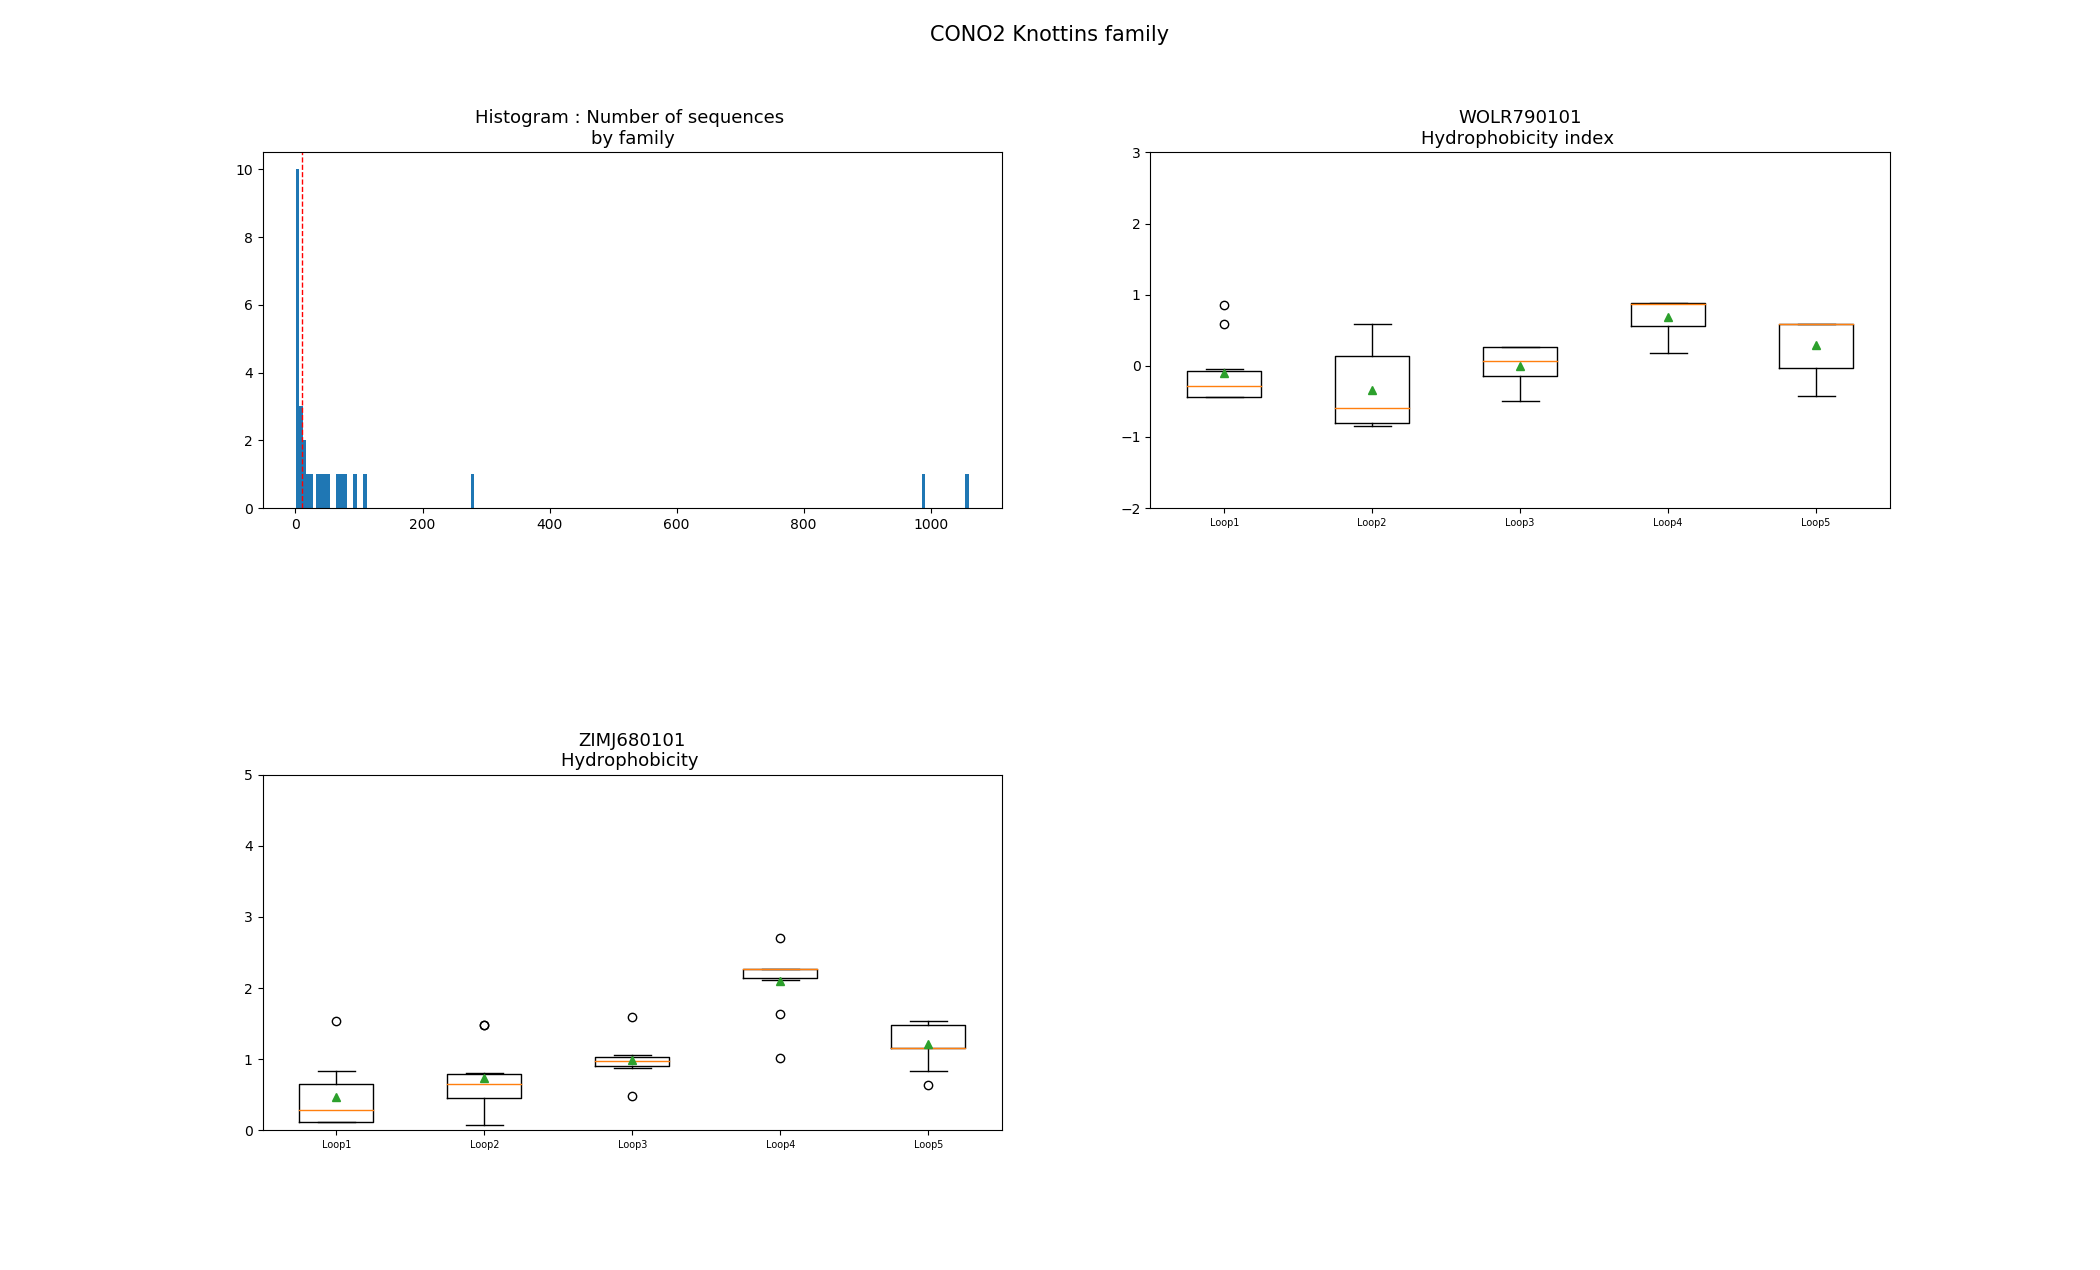 CONO2 Knottins family
Histogram : Number of sequences
by family
10
8
6
4
2
0
0 200 400 600 800 1000
WOLR790101
Hydrophobicity index
3
2
1
0
−1
−2
Loop1 Loop2 Loop3 Loop4 Loop5
ZIMJ680101
Hydrophobicity
5
4
3
2
1
0
Loop1 Loop2 Loop3 Loop4 Loop5